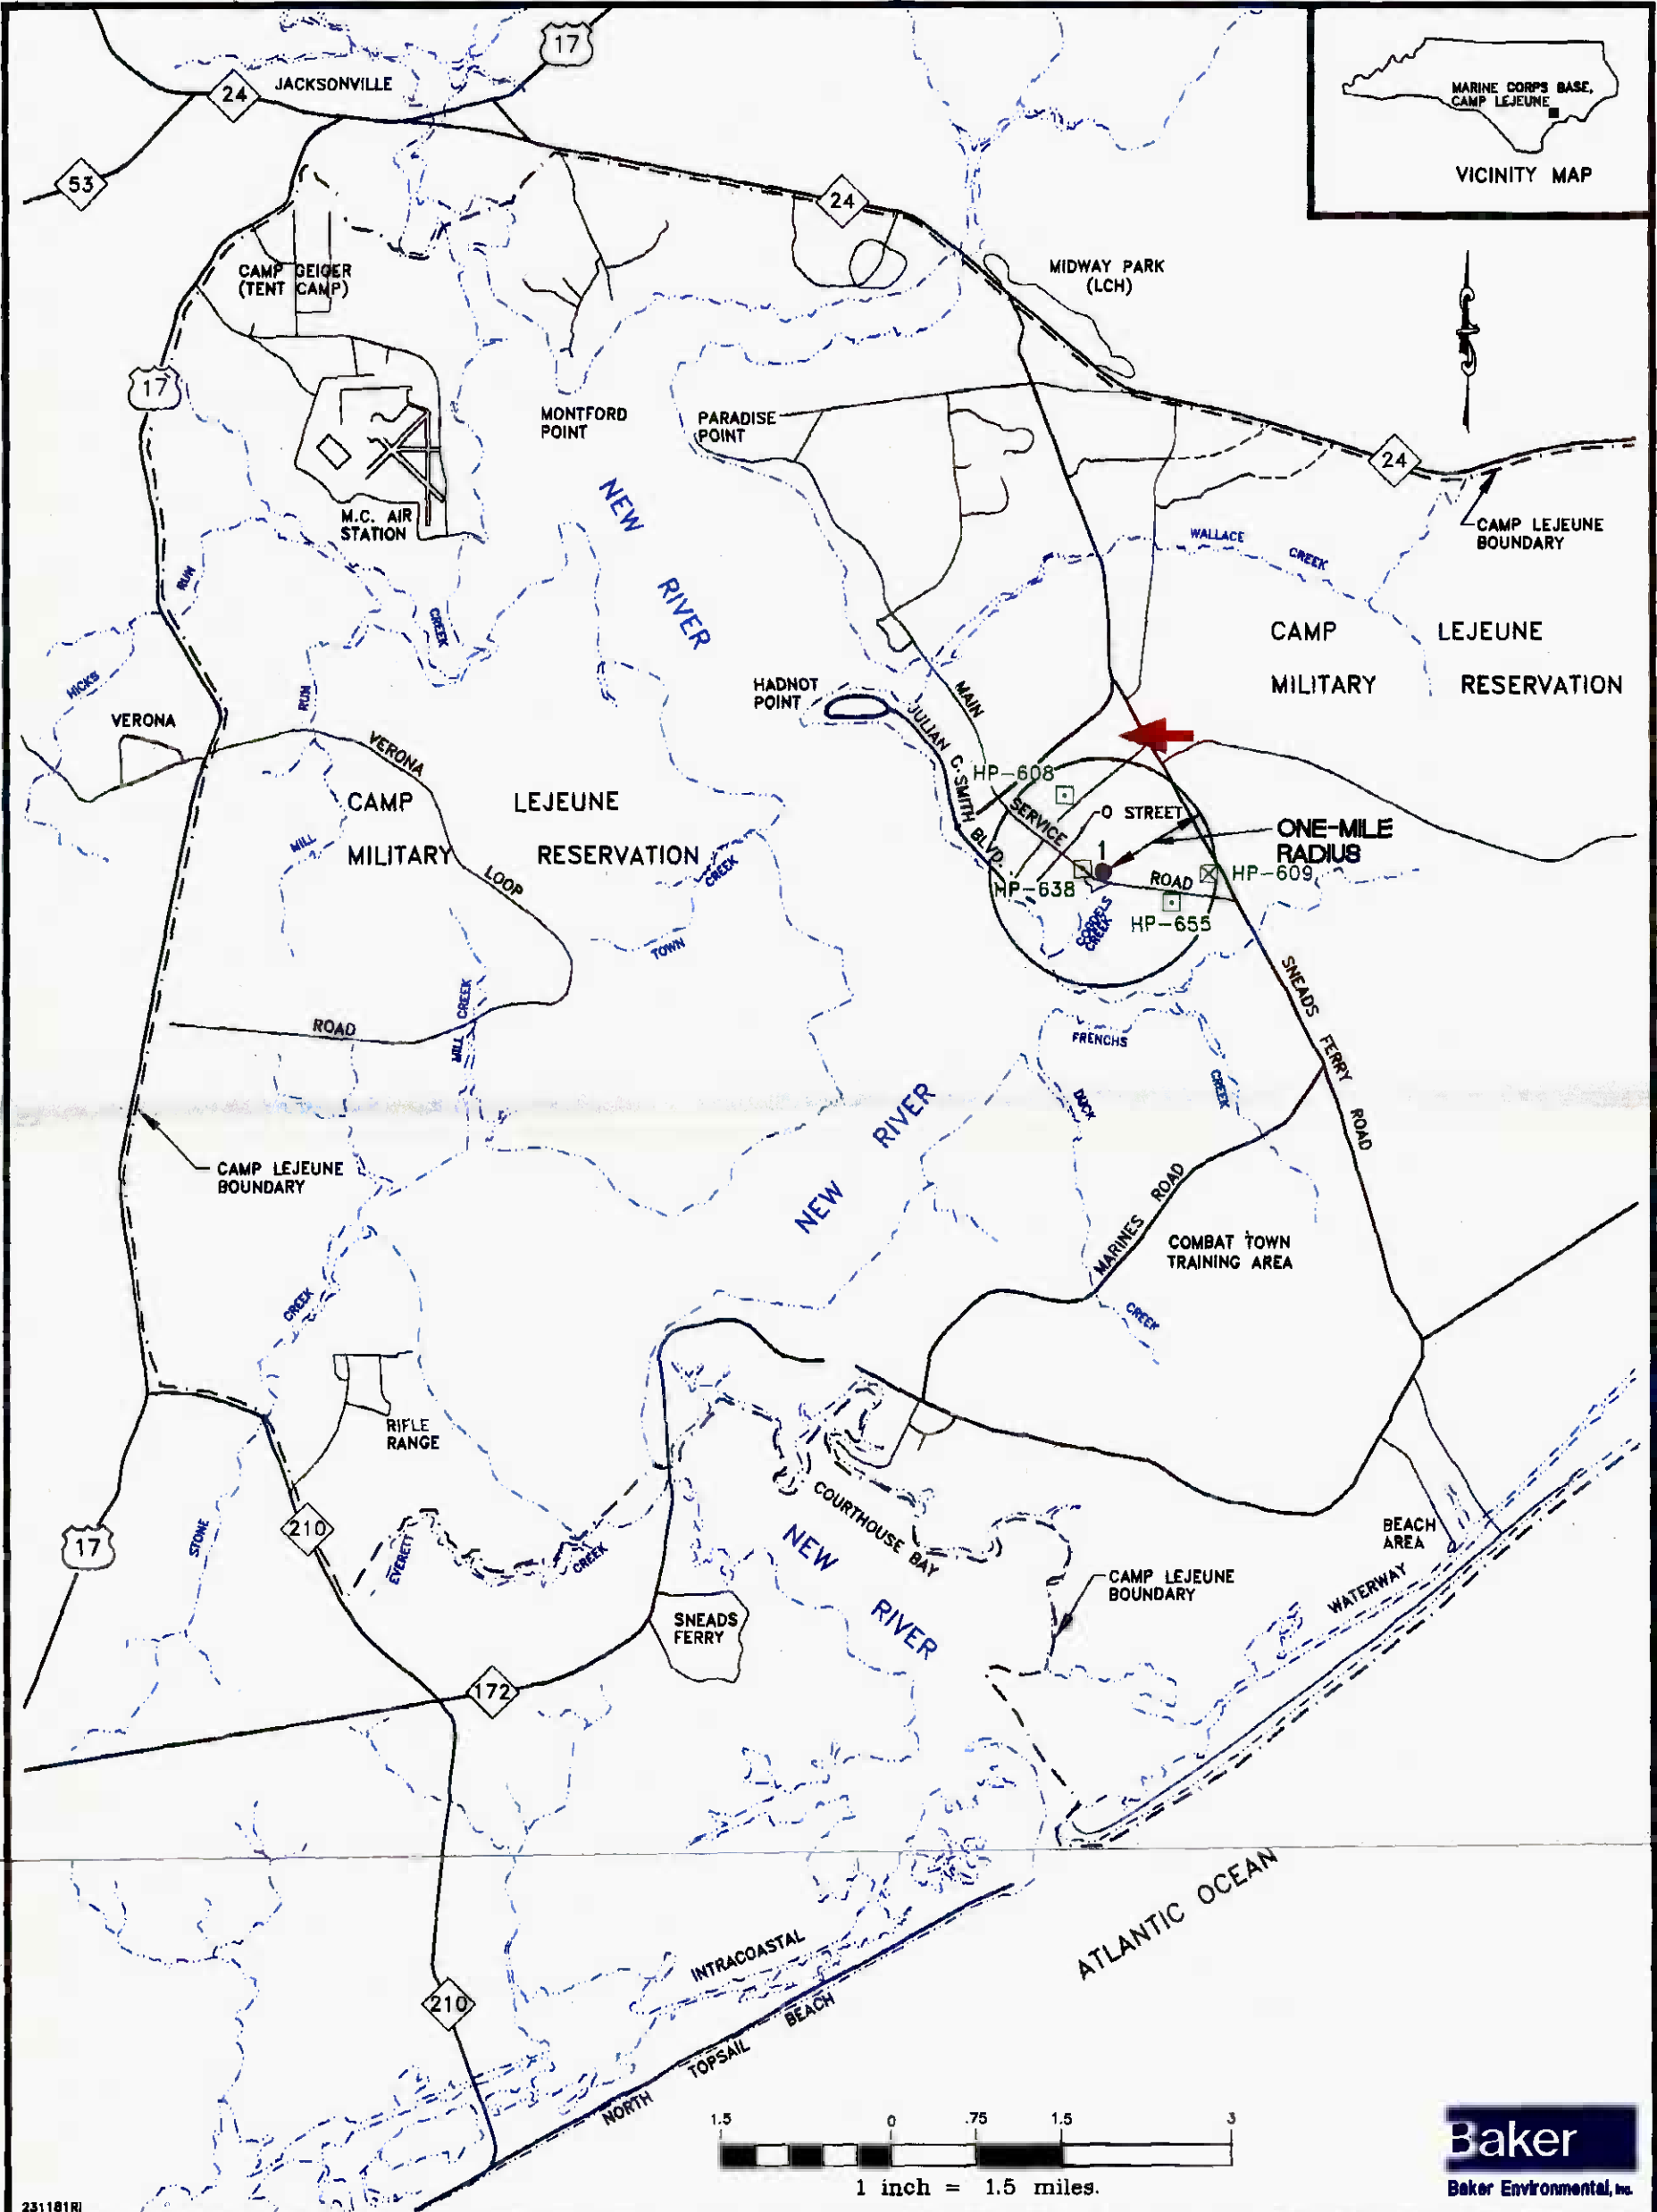 17
JACKSONVILLE
24
53
MARINE CORPS BASE,
CAMP LEJEUNE
VICINITY MAP
24
CAMP GEIGER
(TENT CAMP)
MIDWAY PARK
(LCH)
17
MONTFORD
POINT
PARADISE
POINT
24
M.C. AIR
STATION
NEW
RIVER
CAMP LEJEUNE
BOUNDARY
WALLACE
CREEK
RUN
CREEK
HICKS
RUN
CAMP LEJEUNE
MILITARY RESERVATION
HADNOT
POINT
MAIN
VERONA
JULIAN C. SMITH BLVD.
VERONA
HP-608
CAMP LEJEUNE
MILITARY RESERVATION
SERVICE
O STREET
ONE-MILE
RADIUS
MILL
LOOP
CREEK
1
ROAD
HP-609
HP-638
HP-655
COGDELS
CREEK
TOWN
SNEADS
MILL CREEK
ROAD
FRENCHS
FERRY
DUCK
CREEK
RIVER
ROAD
CAMP LEJEUNE
BOUNDARY
NEW
MARINES ROAD
COMBAT TOWN
TRAINING AREA
CREEK
CREEK
RIFLE
RANGE
COURTHOUSE BAY
210
17
STONE
EVERETT
CREEK
NEW
RIVER
BEACH
AREA
CAMP LEJEUNE
BOUNDARY
WATERWAY
SNEADS
FERRY
172
ATLANTIC OCEAN
INTRACOASTAL
210
NORTH TOPSAIL BEACH
1.5 0 .75 1.5 3
1 inch = 1.5 miles.
Baker
Baker Environmental, Inc.
231181RI